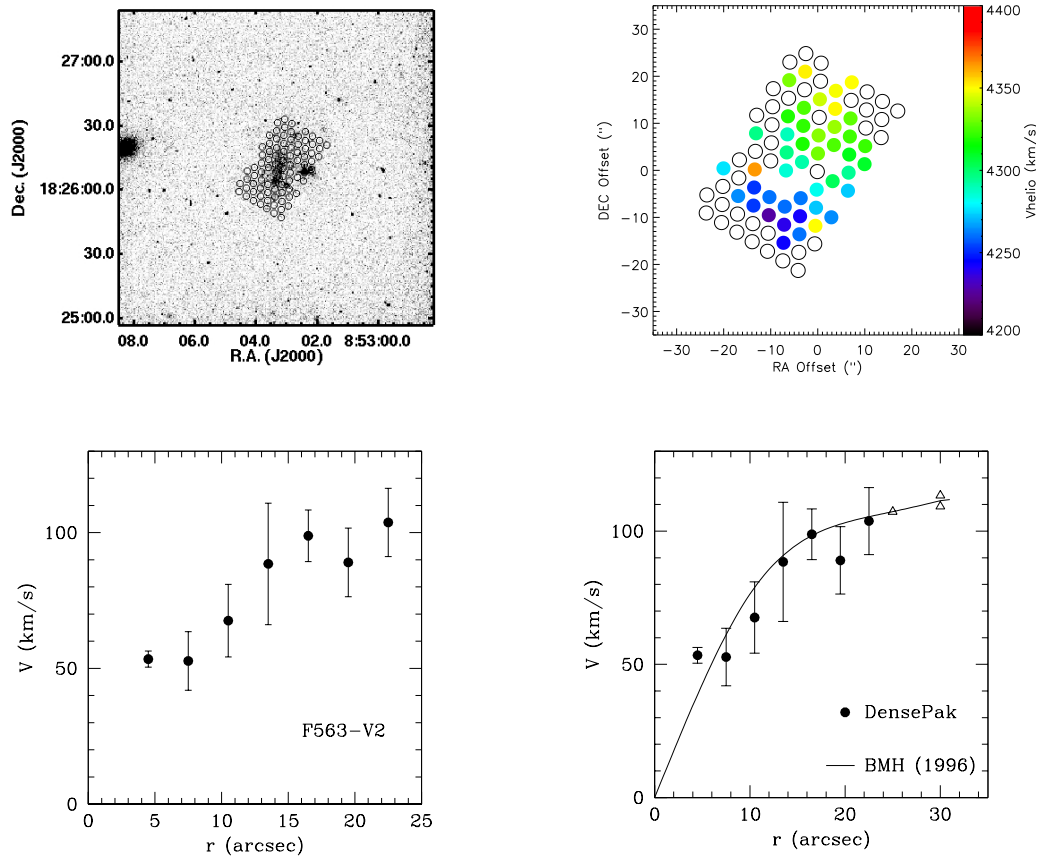 Dec. (J2000)
27:00.0
30.0
18:26:00.0
30.0
25:00.0
08.0 06.0 04.0 02.0 8:53:00.0
R.A. (J2000)
DEC Offset (")
30
20
10
0
−10
−20
−30
−30 −20 −10 0 10 20 30
RA Offset (")
4400
4350
4300
4250
4200
Vhelio (km/s)
V (km/s)
100
50
0
0 5 10 15 20 25
r (arcsec)
F563−V2
V (km/s)
100
50
0
0 10 20 30
r (arcsec)
DensePak
BMH (1996)